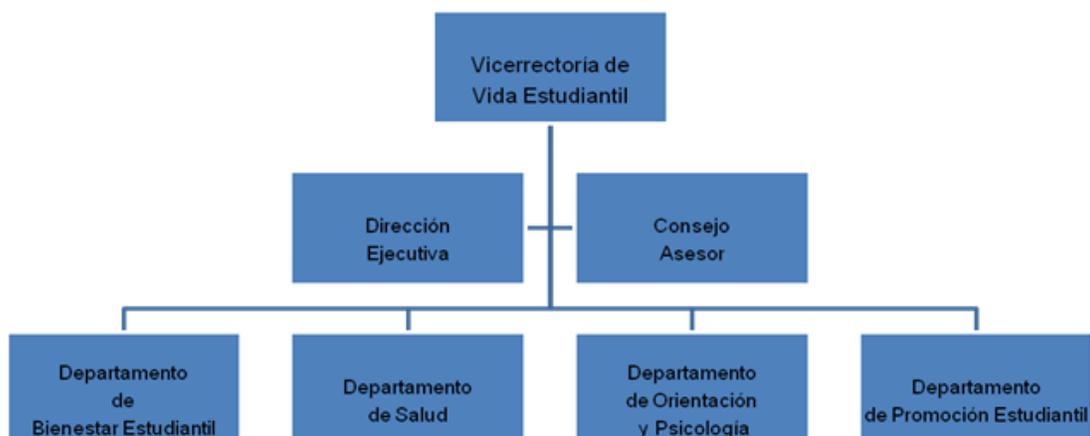 Vicerrectoría de
Vida Estudiantil
Dirección
Ejecutiva
Consejo
Asesor
Departamento
de
Bienestar Estudiantil
Departamento
de Salud
Departamento
de Orientación
y Psicología
Departamento
de Promoción Estudiantil